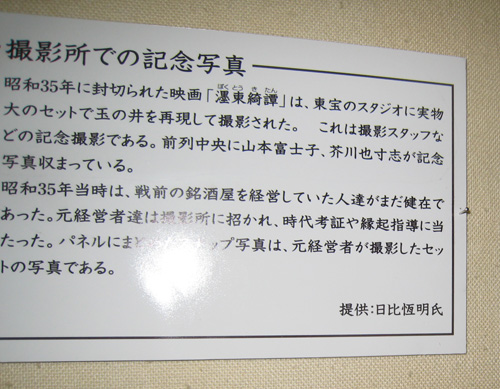 撮影所での記念写真
昭和35年に封切られた映画「濹東綺譚」は、東宝のスタジオに実物
ぼくとう き たん
大のセットで玉の井を再現して撮影された。 これは撮影スタッフな
どの記念撮影である。前列中央に山本富士子、芥川也寸志が記念
写真収まっている。
昭和35年当時は、戦前の銘酒屋を経営していた人達がまだ健在で
あった。元経営者達は撮影所に招かれ、時代考証や縁起指導に当
たった。パネルにま ップ写真は、元経営者が撮影したセッ
トの写真である。
提供:日比恆明氏